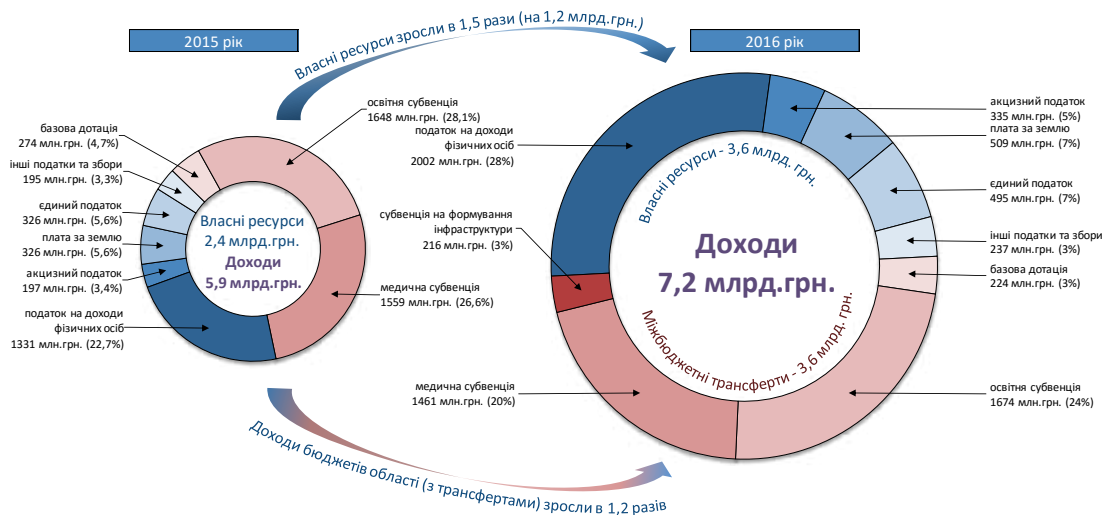 2015 рік
Власні ресурси зросли в 1,5 рази (на 1,2 млрд.грн.)
2016 рік
освітня субвенція
1648 млн.грн. (28,1%)
базова дотація
274 млн.грн. (4,7%)
інші податки та збори
195 млн.грн. (3,3%)
єдиний податок
326 млн.грн. (5,6%)
плата за землю
326 млн.грн. (5,6%)
акцизний податок
197 млн.грн. (3,4%)
податок на доходи
фізичних осіб
1331 млн.грн. (22,7%)
медична субвенція
1559 млн.грн. (26,6%)
Власні ресурси
2,4 млрд.грн.
Доходи
5,9 млрд.грн.
податок на доходи
фізичних осіб
2002 млн.грн. (28%)
субвенція на формування
інфраструктури
216 млн.грн. (3%)
медична субвенція
1461 млн.грн. (20%)
Власні ресурси - 3,6 млрд. грн.
Доходи
7,2 млрд.грн.
Міжбюджетні трансферти - 3,6 млрд. грн.
акцизний податок
335 млн.грн. (5%)
плата за землю
509 млн.грн. (7%)
єдиний податок
495 млн.грн. (7%)
інші податки та збори
237 млн.грн. (3%)
базова дотація
224 млн.грн. (3%)
освітня субвенція
1674 млн.грн. (24%)
Доходи бюджетів області (з трансфертами) зросли в 1,2 разів